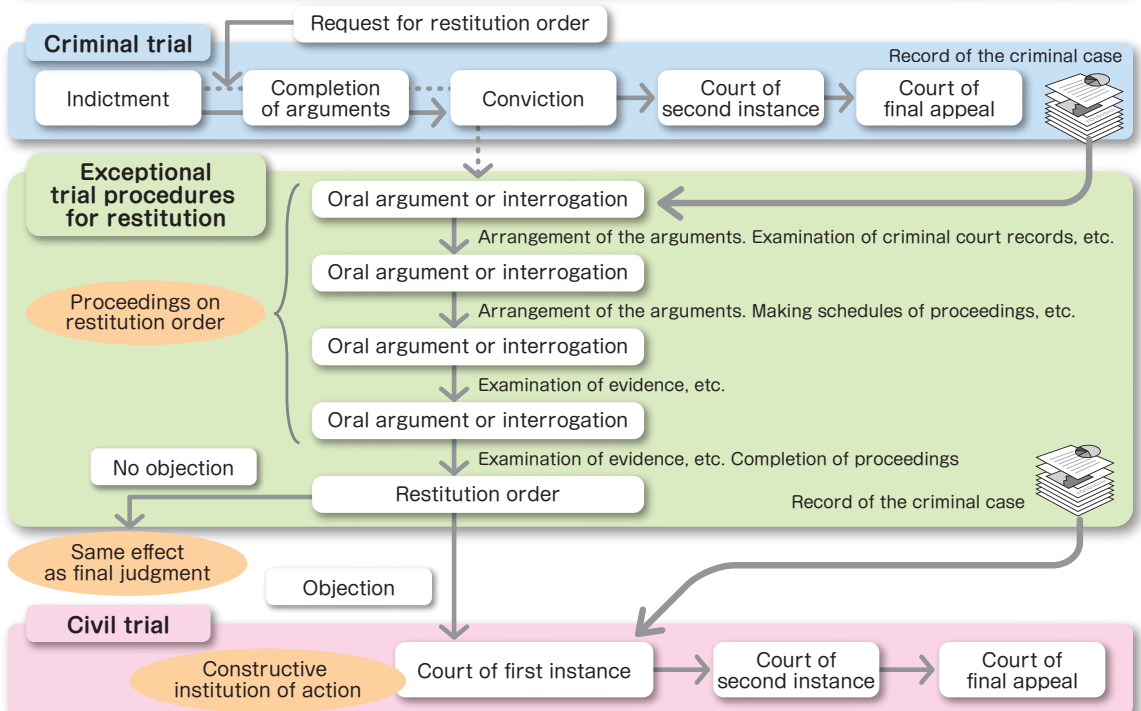 Request for restitution order
Criminal trial
Record of the criminal case
Indictment
Completion
of arguments
Conviction
Court of
second instance
Court of
final appeal
Exceptional
trial procedures
for restitution
Oral argument or interrogation
Arrangement of the arguments. Examination of criminal court records, etc.
Oral argument or interrogation
Proceedings on
restitution order
Arrangement of the arguments. Making schedules of proceedings, etc.
Oral argument or interrogation
Examination of evidence, etc.
Oral argument or interrogation
Examination of evidence, etc. Completion of proceedings
No objection
Restitution order
Record of the criminal case
Same effect
as final judgment
Objection
Civil trial
Constructive
institution of action
Court of first instance
Court of
second instance
Court of
final appeal